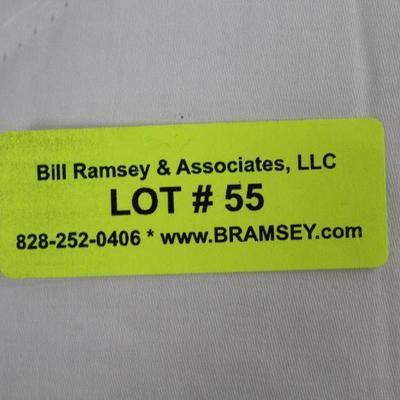 Bill Ramsey & Associates, LLC
LOT # 55
828-252-0406 * www.BRAMSEY.com